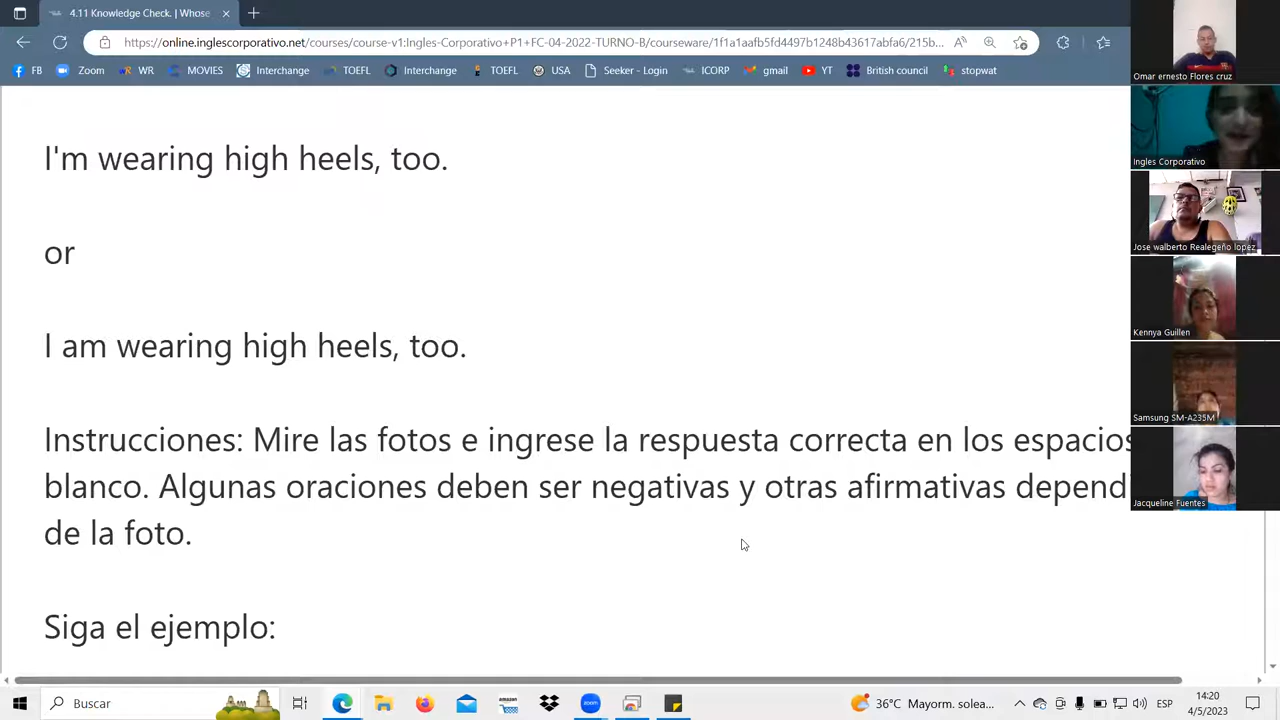 4.11 Knowledge Check. | Whose
https://online.inglescorporativo.net/courses/course-v1:Ingles-Corporativo+P1+FC-04-2022-TURNO-B/courseware/1f1a1aafb5fd4497b1248b43617abfa6/215b...
FB Zoom WR MOVIES Interchange TOEFL Interchange TOEFL USA Seeker - Login ICORP gmail YT British council stopwat
I'm wearing high heels, too.
or
I am wearing high heels, too.
Instrucciones: Mire las fotos e ingrese la respuesta correcta en los espacios
blanco. Algunas oraciones deben ser negativas y otras afirmativas dependi
de la foto.
Siga el ejemplo:
Omar ernesto Flores cruz
Ingles Corporativo
Jose walberto Realegeño lopez
Kennya Guillen
Samsung SM-A235M
Jacqueline Fuentes
Buscar
amazon
zoom
36°C Mayorm. solea...
ESP
14:20
4/5/2023